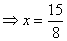 ⇒ x = 15/8